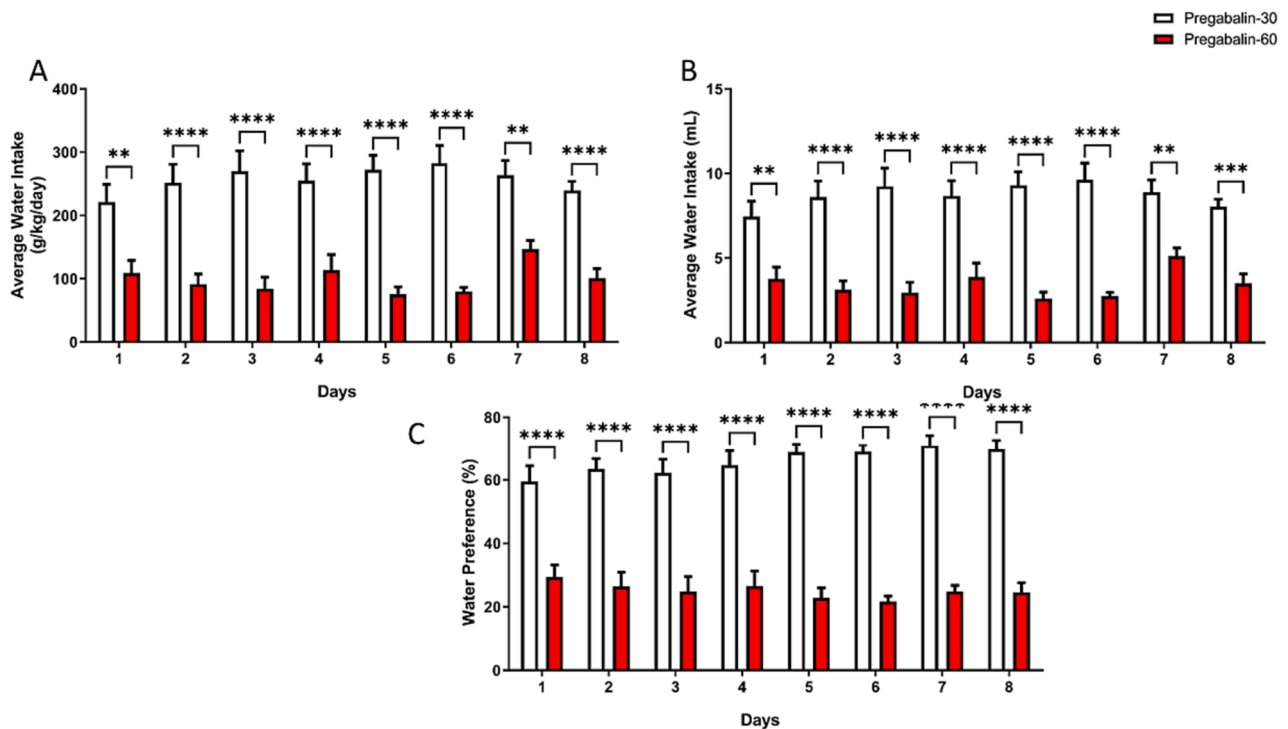 Pregabalin-30
Pregabalin-60
A
Average Water Intake
(g/kg/day)
400
300
200
100
0
** **** **** **** **** **** ** ****
1 2 3 4 5 6 7 8
Days
B
Average Water Intake (mL)
15
10
5
0
** **** **** **** **** **** ** ***
1 2 3 4 5 6 7 8
Days
C
Water Preference (%)
80
60
40
20
0
**** **** **** **** **** **** **** ****
1 2 3 4 5 6 7 8
Days